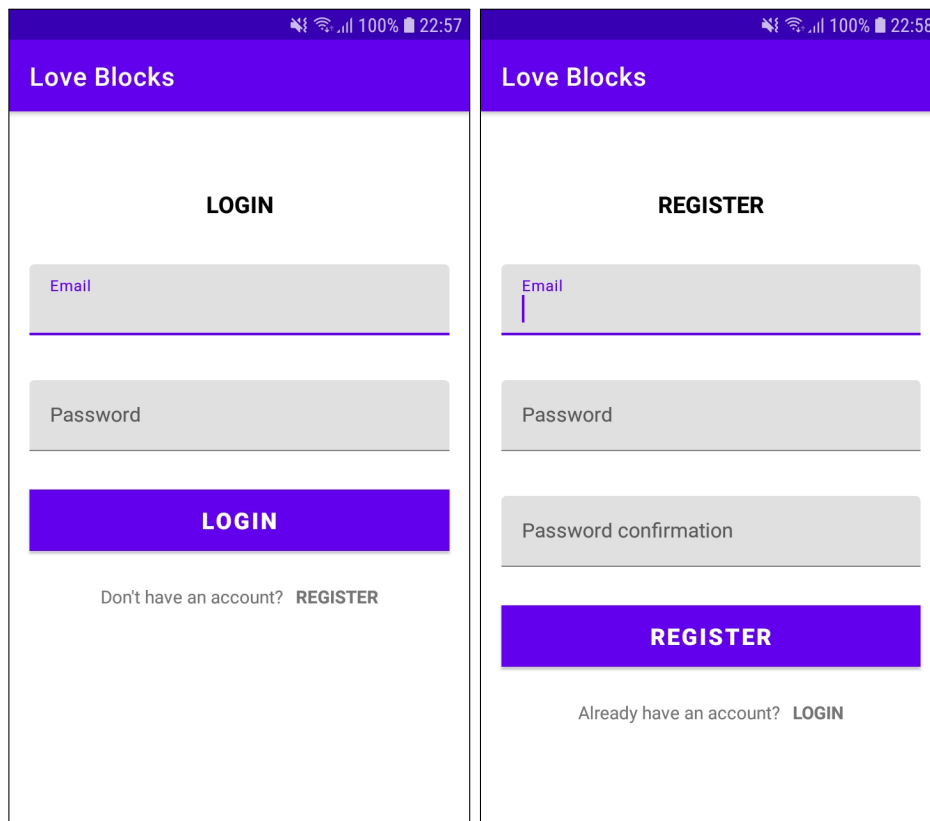 100% 22:57
Love Blocks
LOGIN
Email
Password
LOGIN
Don't have an account? REGISTER
100% 22:58
Love Blocks
REGISTER
Email
Password
Password confirmation
REGISTER
Already have an account? LOGIN